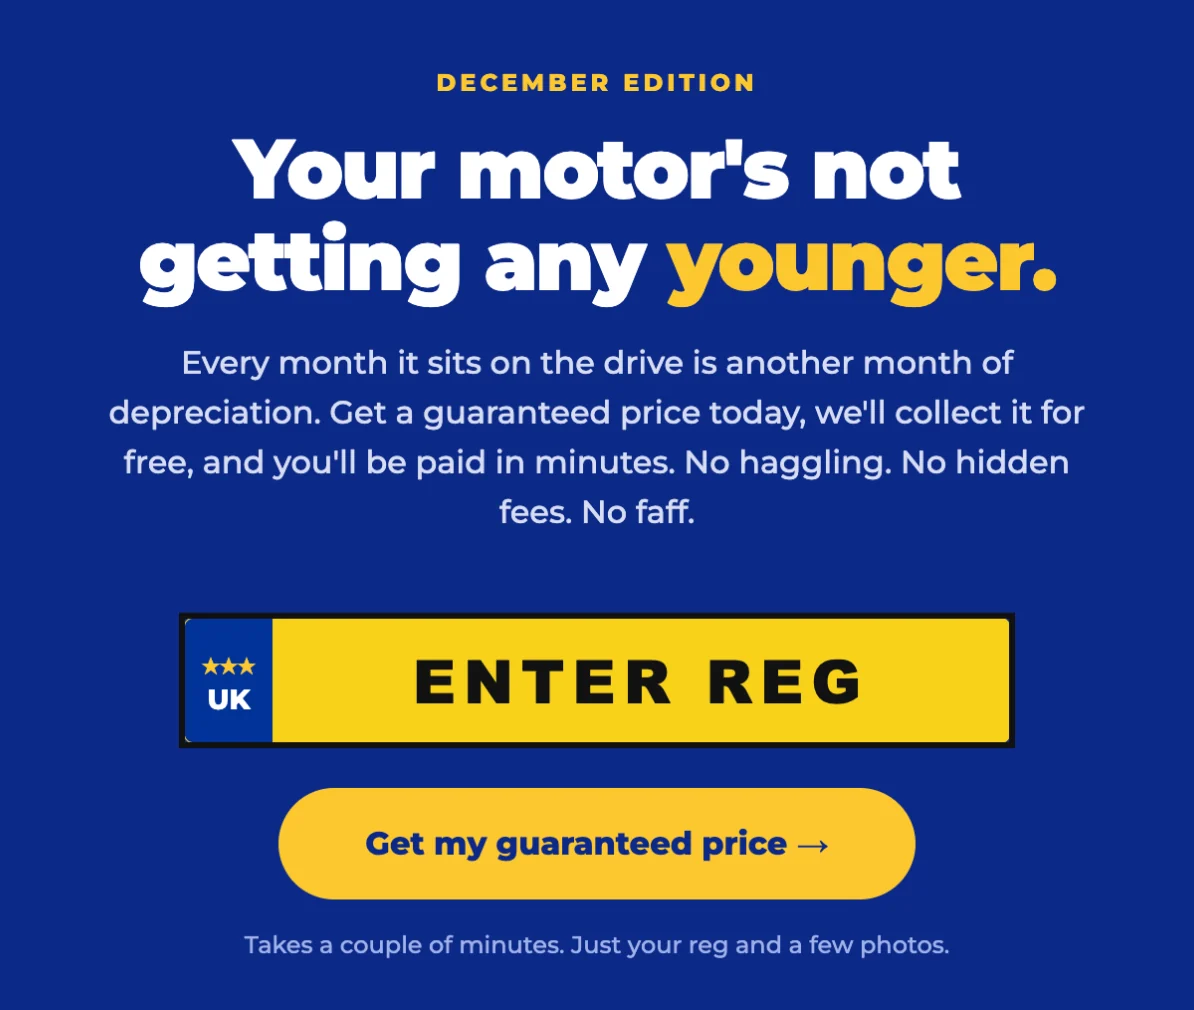 DECEMBER EDITION
Your motor's not
getting any younger.
Every month it sits on the drive is another month of
depreciation. Get a guaranteed price today, we'll collect it for
free, and you'll be paid in minutes. No haggling. No hidden
fees. No faff.
★★★
UK
ENTER REG
Get my guaranteed price →
Takes a couple of minutes. Just your reg and a few photos.